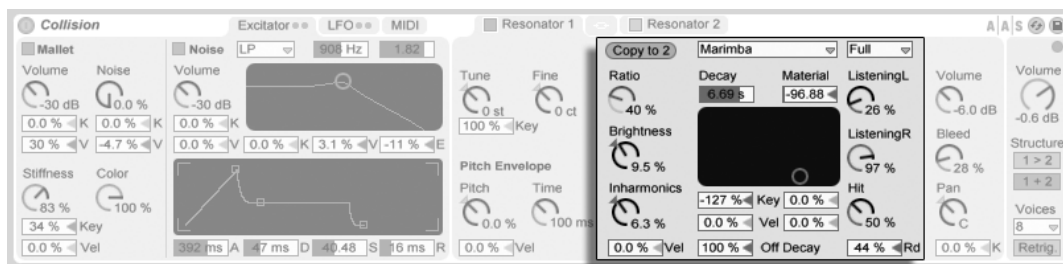 Collision
Excitator LFO MIDI
Resonator 1
Resonator 2
A A S
Mallet
Volume Noise
-30 dB 0.0 %
0.0 % K 0.0 % K
30 % V -4.7 % V
Stiffness Color
83 % 100 %
34 % Key
0.0 % Vel
Noise LP 908 Hz 1.82
Volume
-30 dB
0.0 % K
0.0 % V 0.0 % K 3.1 % V -11 % E
392 ms A 47 ms D 40.48 S 16 ms R
Tune Fine
0 st 0 ct
100 % Key
Pitch Envelope
Pitch Time
0.0 % 100 ms
0.0 % Vel
Copy to 2 Marimba Full
Ratio Decay Material ListeningL
40 % 6.69 s -96.88 26 %
Brightness ListeningR
9.5 % 97 %
Inharmonics Hit
6.3 % -127 % Key 0.0 % 50 %
0.0 % Vel 0.0 %
0.0 % Vel 100 % Off Decay 44 % Rd
Volume
-6.0 dB
Bleed
28 %
Pan
C
0.0 % K
Volume
-0.6 dB
Structure
1 > 2
1 + 2
Voices
8
Retrig.